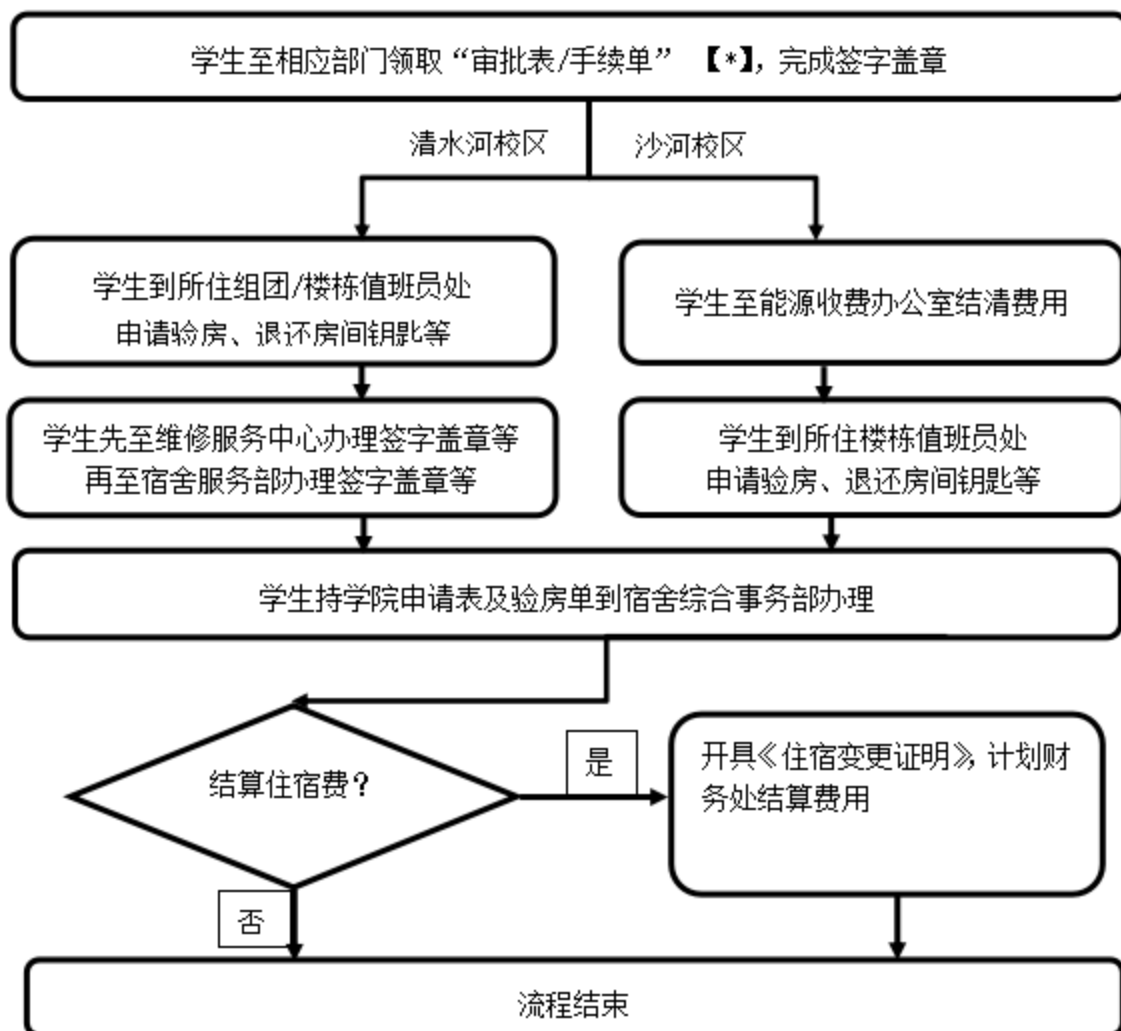 学生至相应部门领取“审批表/手续单” 【*】，完成签字盖章
清水河校区
沙河校区
学生到所住组团/楼栋值班员处
申请验房、退还房间钥匙等
学生至能源收费办公室结清费用
学生先至维修服务中心办理签字盖章等
再至宿舍服务部办理签字盖章等
学生到所住楼栋值班员处
申请验房、退还房间钥匙等
学生持学院申请表及验房单到宿舍综合事务部办理
结算住宿费？
是
开具《住宿变更证明》，计划财
务处结算费用
否
流程结束